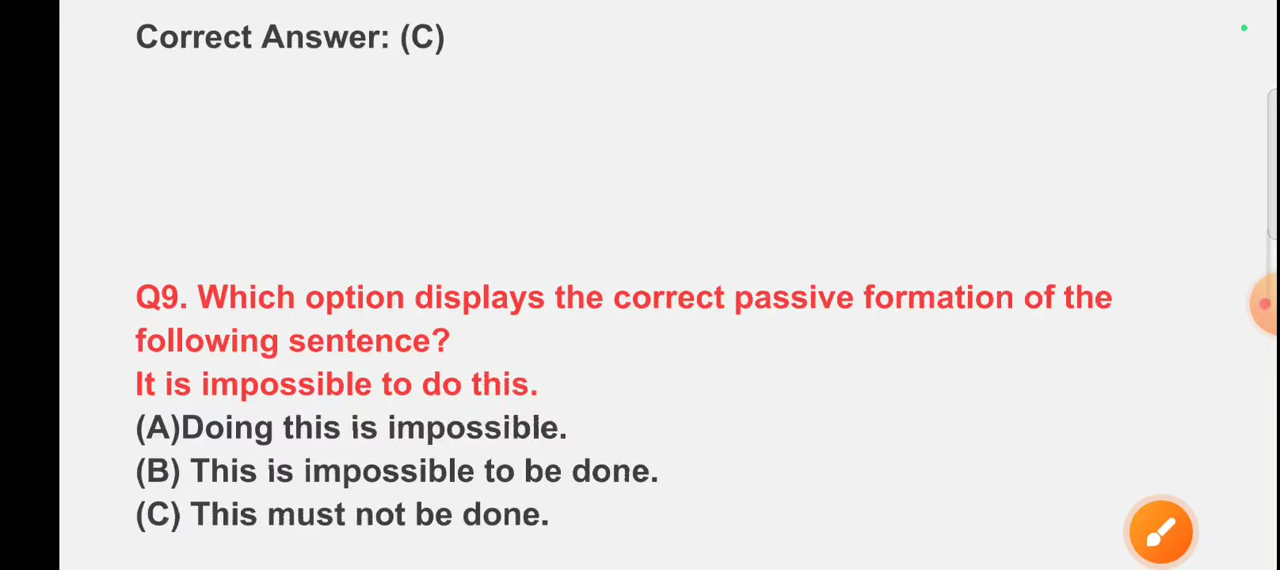 Correct Answer: (C)
Q9. Which option displays the correct passive formation of the
following sentence?
It is impossible to do this.
(A)Doing this is impossible.
(B) This is impossible to be done.
(C) This must not be done.